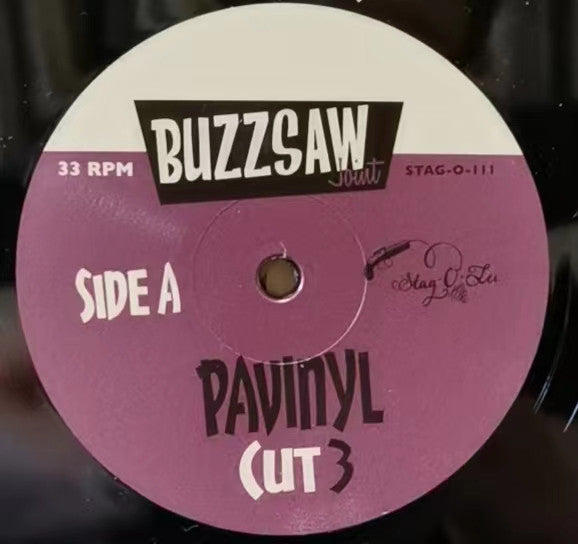 BUZZSAW
Joint
33 RPM
STAG-O-111
SIDE A
Stag-O-Lee
PAVINYL
CUT 3